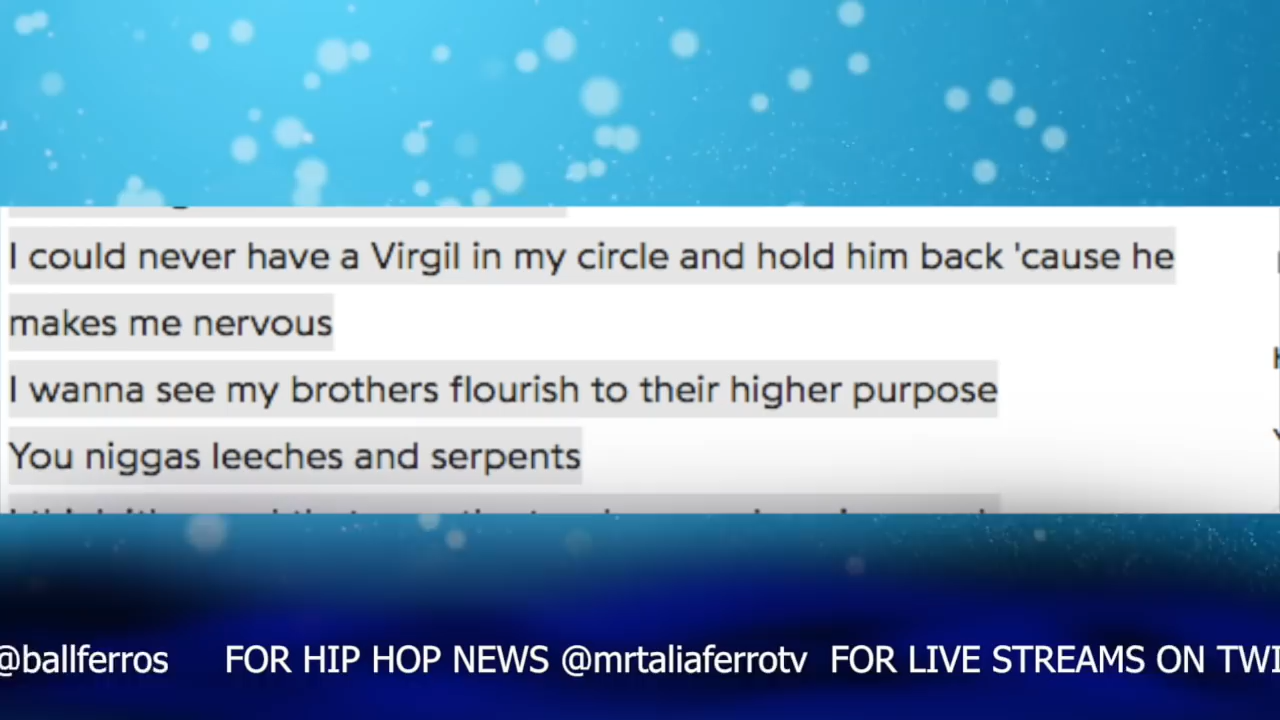 I could never have a Virgil in my circle and hold him back 'cause he
makes me nervous
I wanna see my brothers flourish to their higher purpose
You niggas leeches and serpents
@ballferros FOR HIP HOP NEWS @mrtaliaferrotv FOR LIVE STREAMS ON TWI